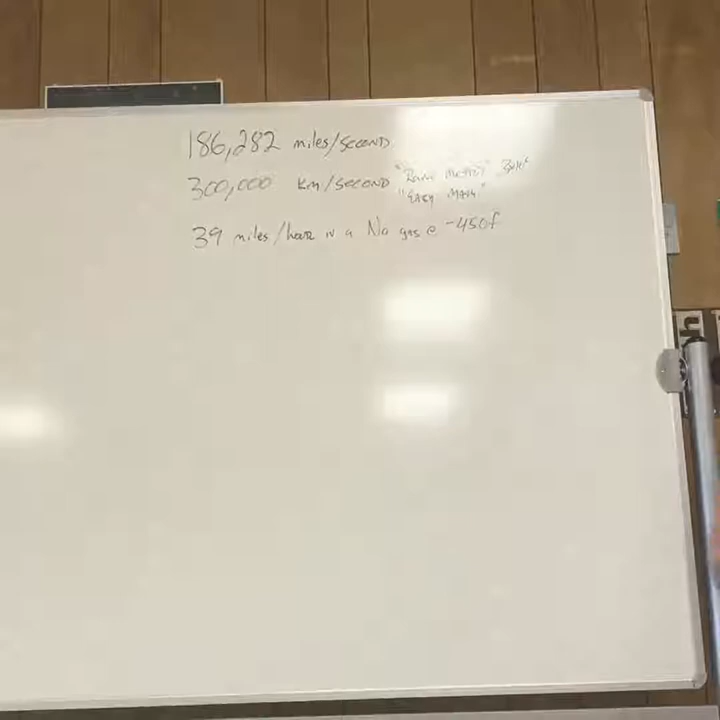 186,282 miles/second
300,000 km/second
"Easy Math"
39 miles/hour in a Na gas @ -450f